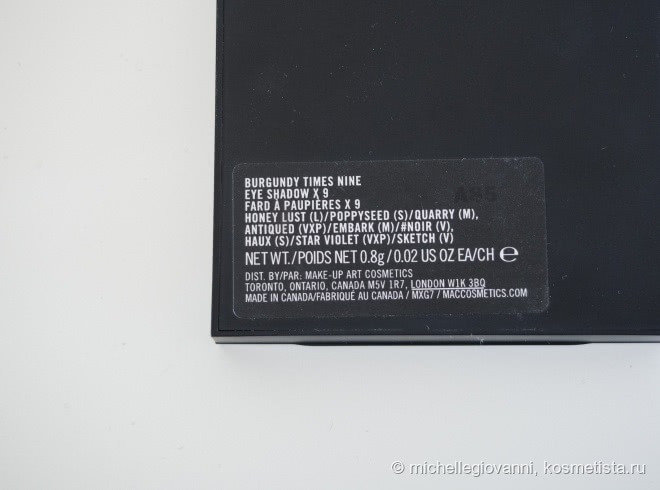 BURGUNDY TIMES NINE
EYE SHADOW X 9
FARD À PAUPIÈRES X 9
A85
HONEY LUST (L)/POPPYSEED (S)/QUARRY (M),
ANTIQUED (VXP)/EMBARK (M)/#NOIR (V),
HAUX (S)/STAR VIOLET (VXP)/SKETCH (V)
NET WT./POIDS NET 0.8g/0.02 US OZ EA/CH ℮
DIST. BY/PAR: MAKE-UP ART COSMETICS
TORONTO, ONTARIO, CANADA M5V 1R7, LONDON W1K 3BQ
MADE IN CANADA/FABRIQUÉ AU CANADA / MXG7 / MACCOSMETICS.COM
© michellegiovanni, kosmetista.ru